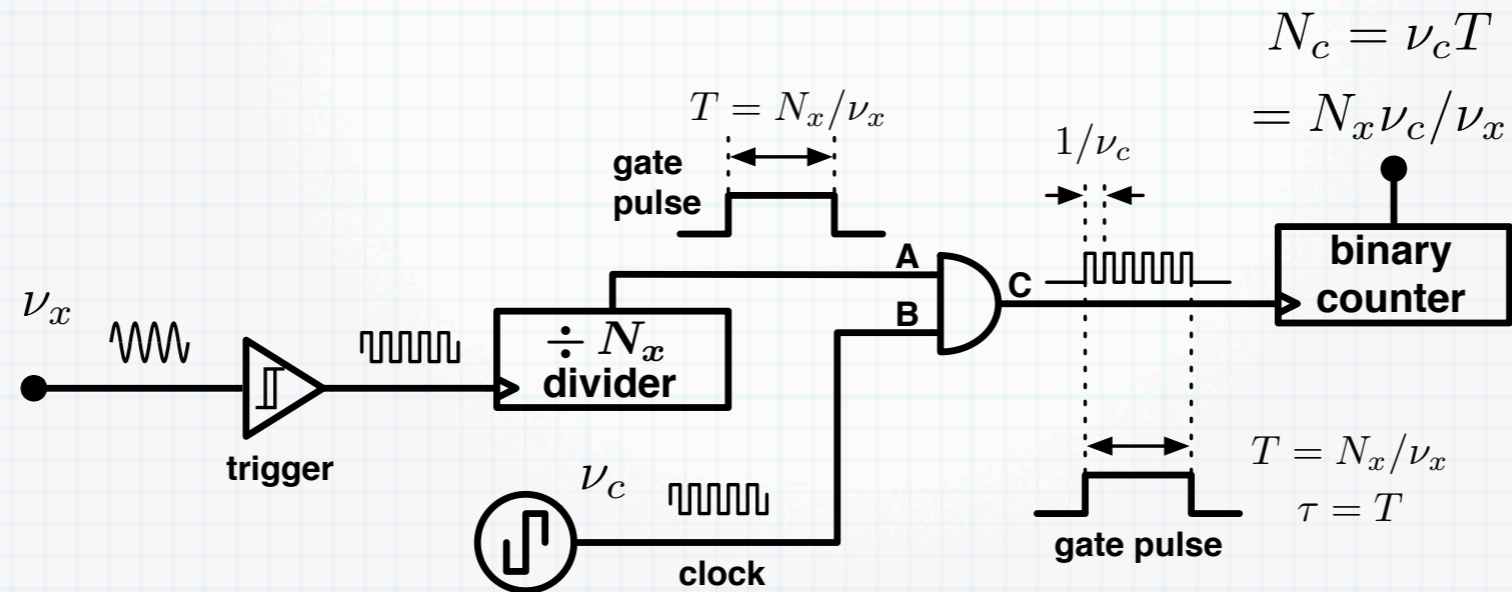 N_c = ν_c T
= N_x ν_c / ν_x
T = N_x / ν_x
gate
pulse
1/ν_c
A
B
C
binary
counter
ν_x
÷ N_x
divider
trigger
ν_c
clock
T = N_x / ν_x
τ = T
gate pulse